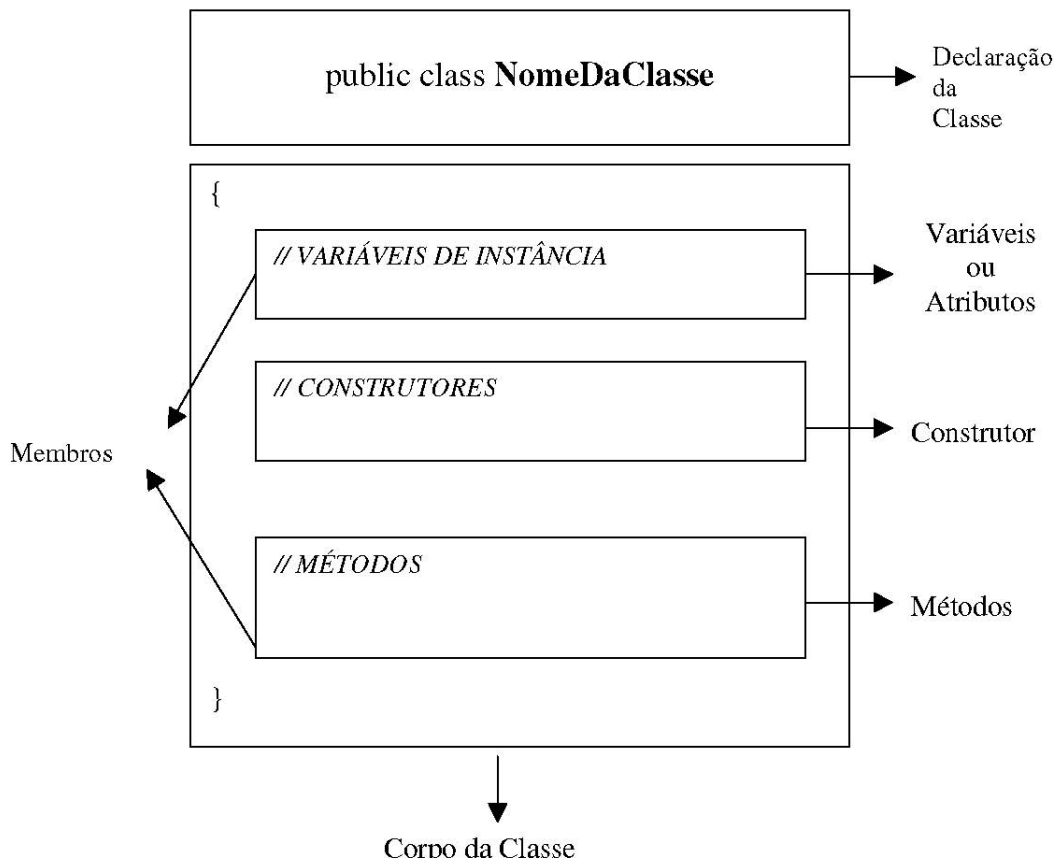 public class NomeDaClasse
Declaração
da
Classe
{
// VARIÁVEIS DE INSTÂNCIA
Variáveis
ou
Atributos
// CONSTRUTORES
Construtor
Membros
// MÉTODOS
Métodos
}
Corpo da Classe